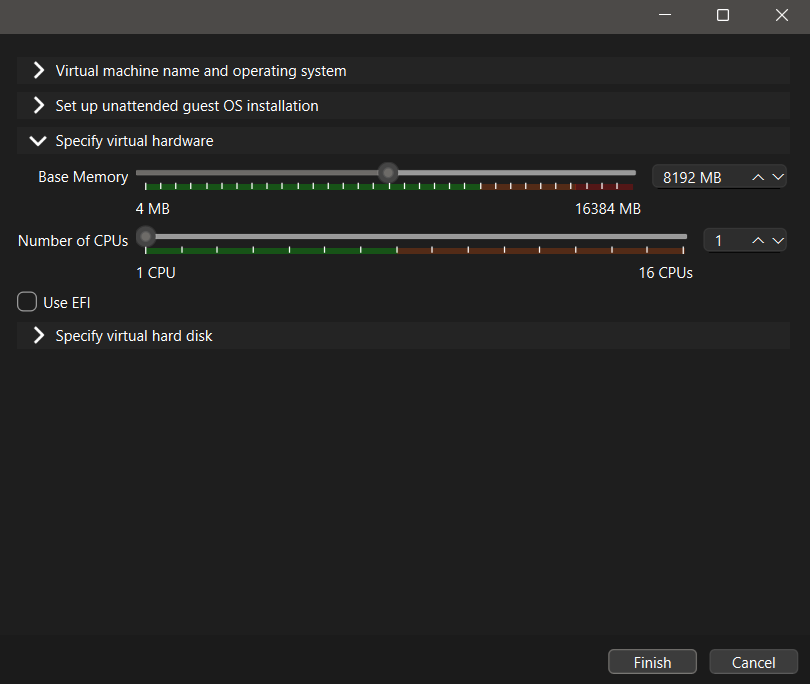 Virtual machine name and operating system
Set up unattended guest OS installation
Specify virtual hardware
Base Memory 8192 MB
4 MB 16384 MB
Number of CPUs 1
1 CPU 16 CPUs
Use EFI
Specify virtual hard disk
Finish Cancel